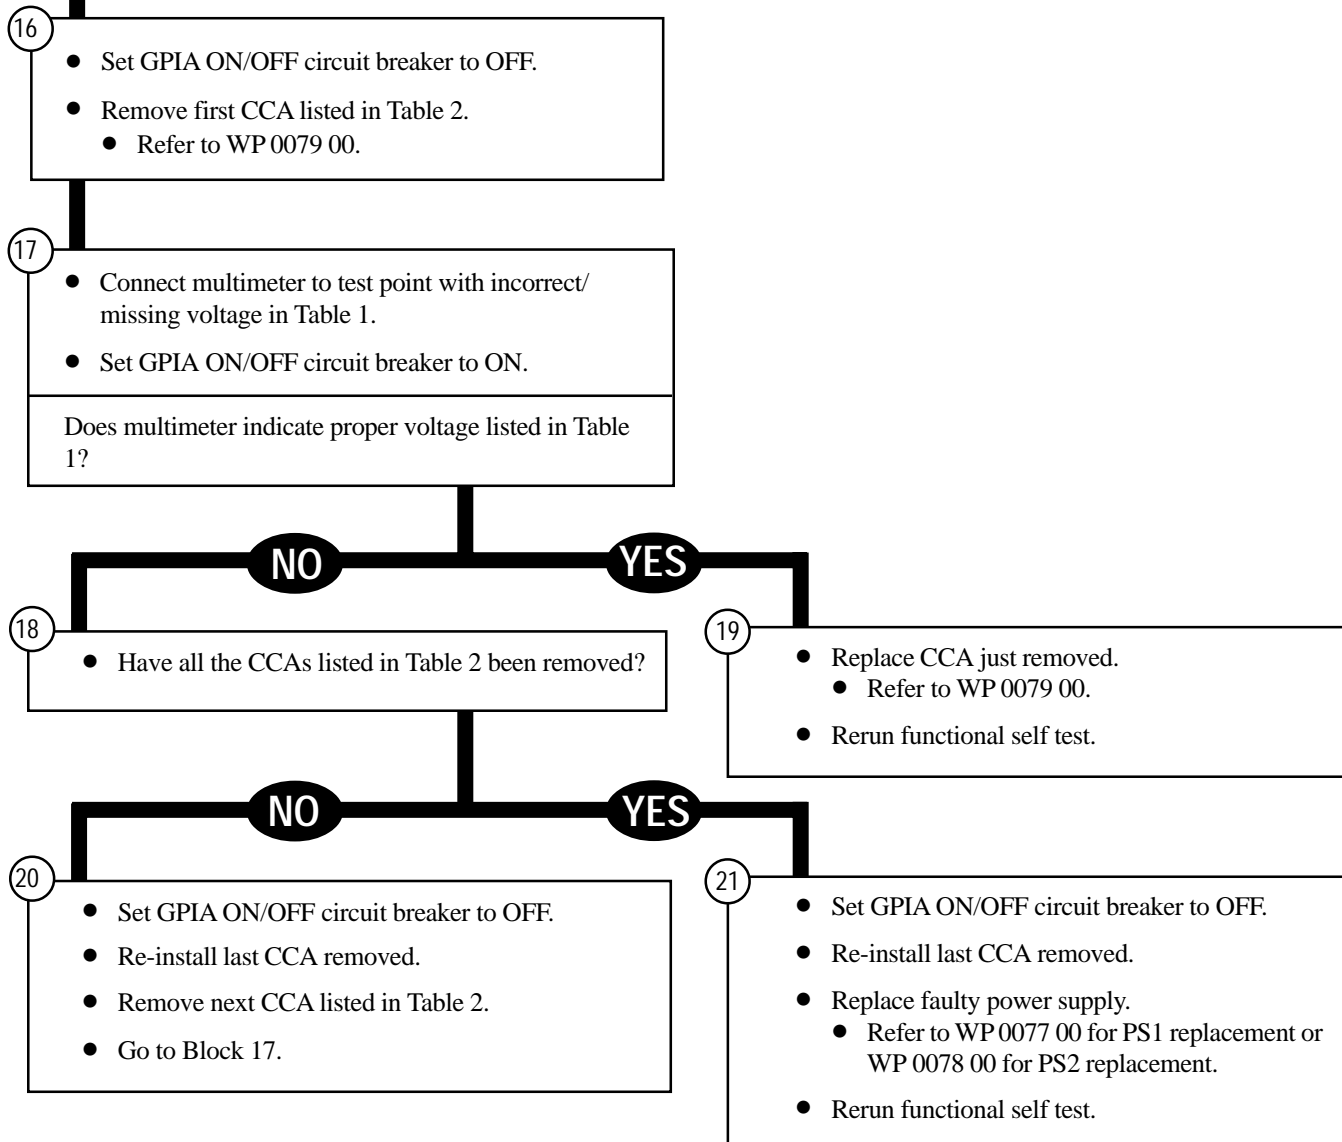 16
● Set GPIA ON/OFF circuit breaker to OFF.
● Remove first CCA listed in Table 2.
● Refer to WP 0079 00.
17
● Connect multimeter to test point with incorrect/
missing voltage in Table 1.
● Set GPIA ON/OFF circuit breaker to ON.
Does multimeter indicate proper voltage listed in Table
1?
NO
YES
18
● Have all the CCAs listed in Table 2 been removed?
19
● Replace CCA just removed.
● Refer to WP 0079 00.
● Rerun functional self test.
NO
YES
20
● Set GPIA ON/OFF circuit breaker to OFF.
● Re-install last CCA removed.
● Remove next CCA listed in Table 2.
● Go to Block 17.
21
● Set GPIA ON/OFF circuit breaker to OFF.
● Re-install last CCA removed.
● Replace faulty power supply.
● Refer to WP 0077 00 for PS1 replacement or
WP 0078 00 for PS2 replacement.
● Rerun functional self test.